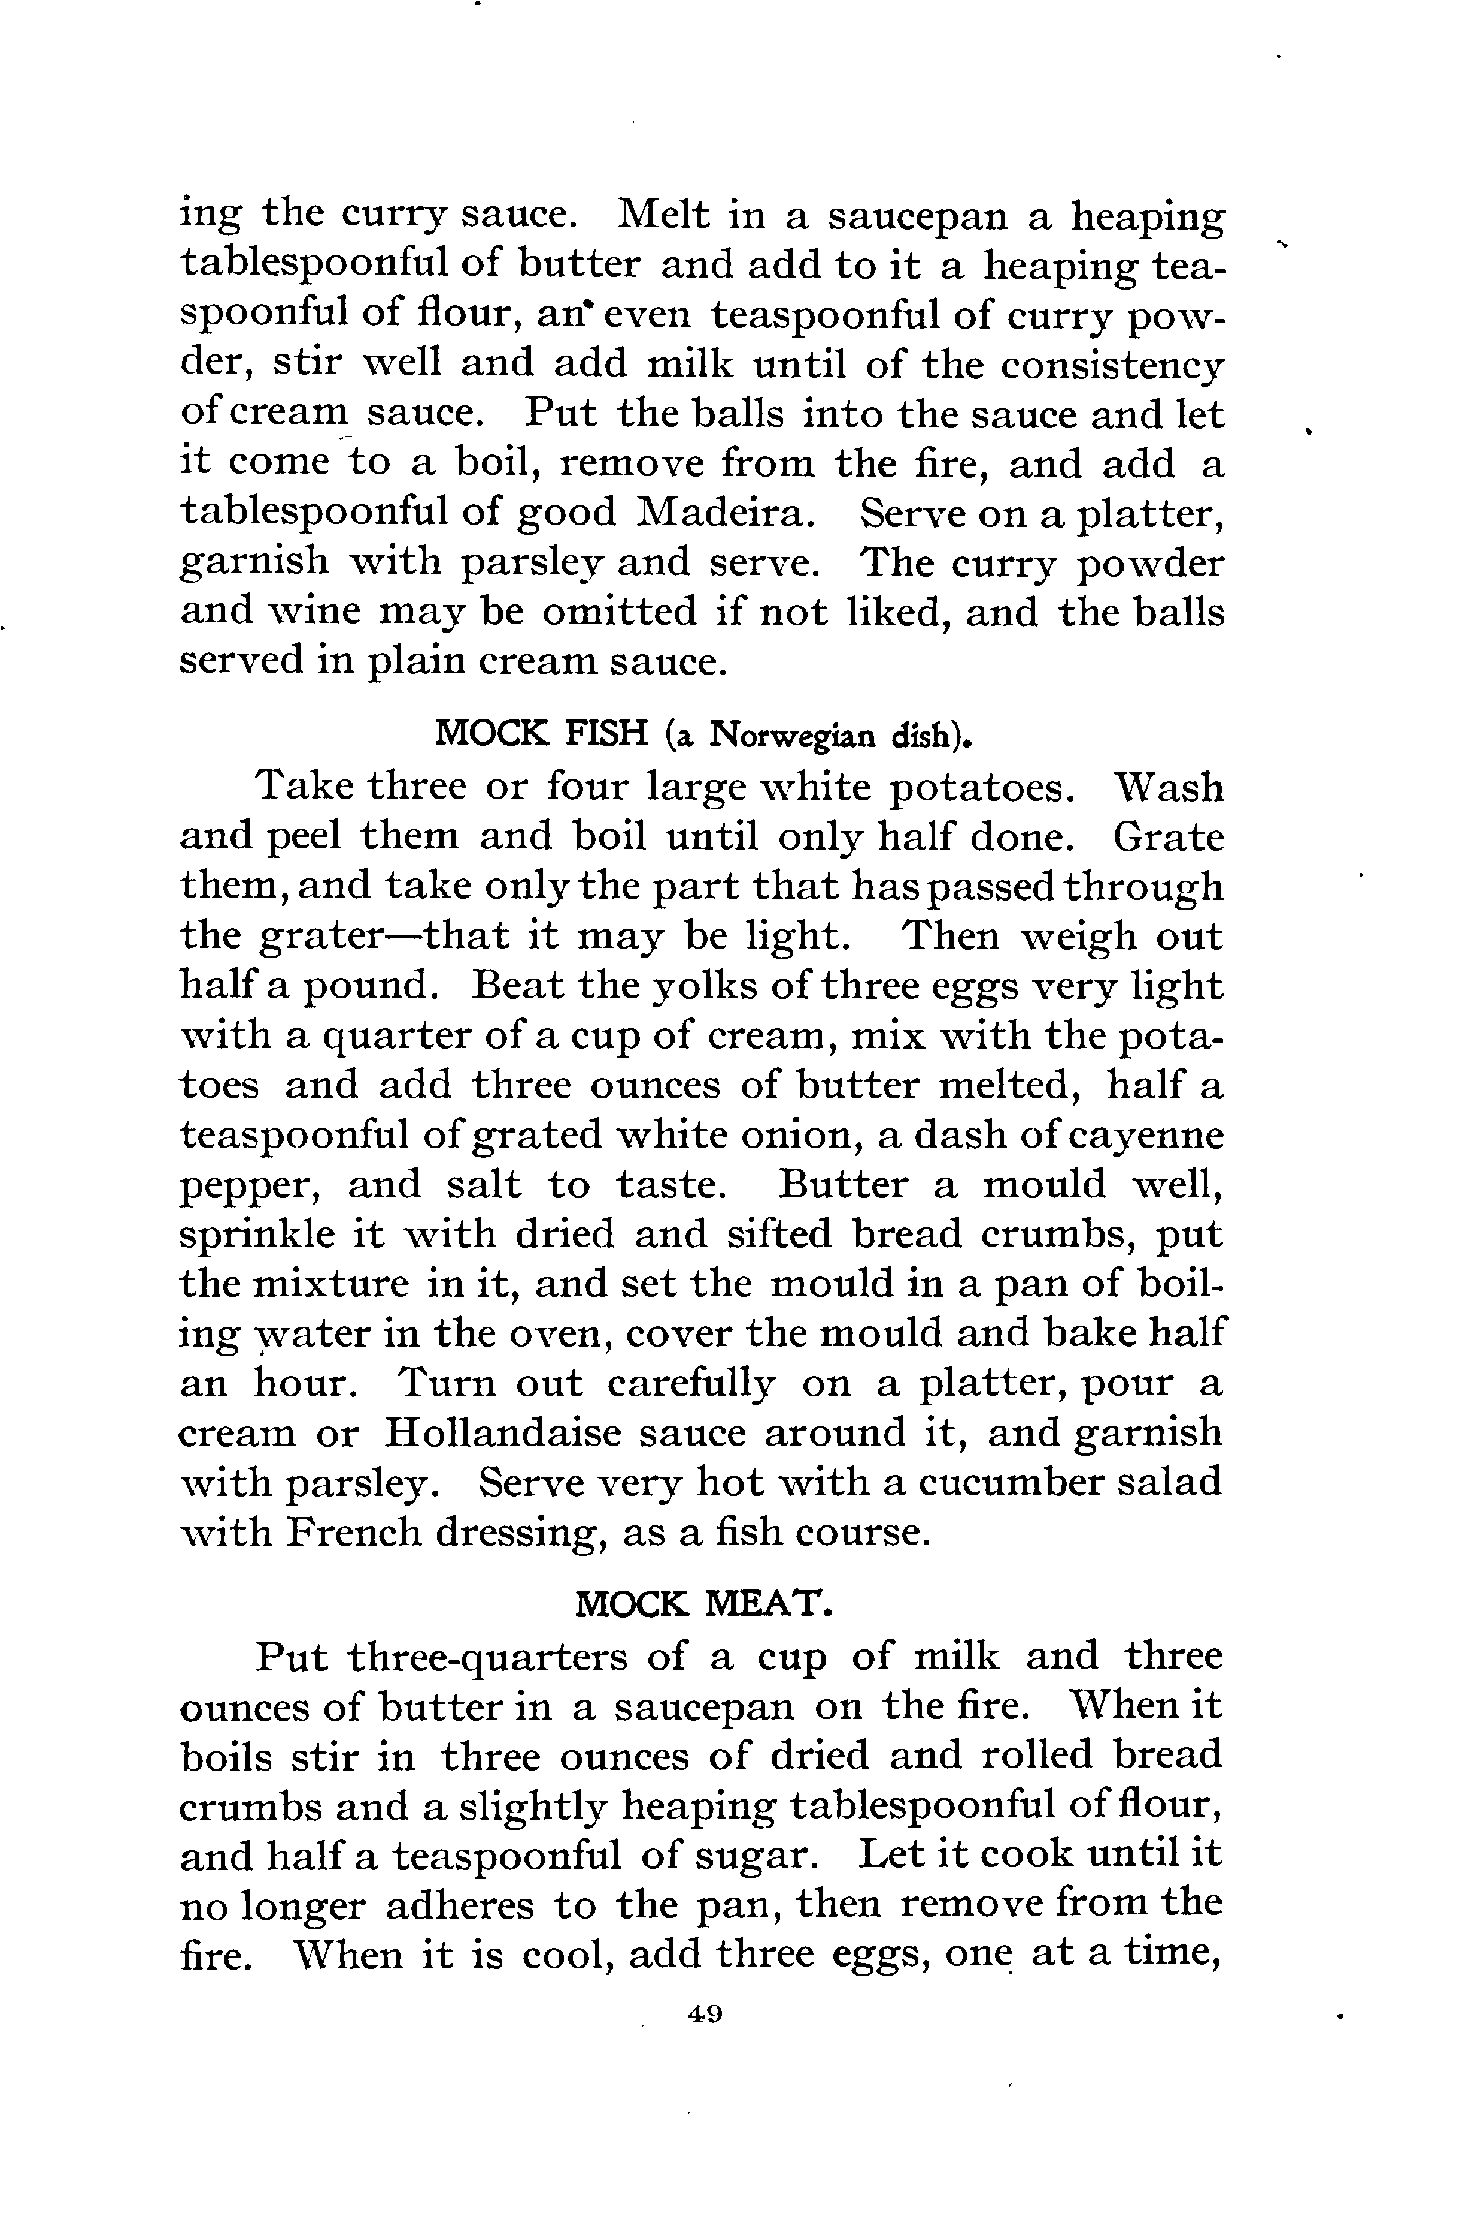 ing the curry sauce. Melt in a saucepan a heaping
tablespoonful of butter and add to it a heaping tea-
spoonful of flour, an even teaspoonful of curry pow-
der, stir well and add milk until of the consistency
of cream sauce. Put the balls into the sauce and let
it come to a boil, remove from the fire, and add a
tablespoonful of good Madeira. Serve on a platter,
garnish with parsley and serve. The curry powder
and wine may be omitted if not liked, and the balls
served in plain cream sauce.
MOCK FISH (a Norwegian dish).
Take three or four large white potatoes. Wash
and peel them and boil until only half done. Grate
them, and take only the part that has passed through
the grater—that it may be light. Then weigh out
half a pound. Beat the yolks of three eggs very light
with a quarter of a cup of cream, mix with the pota-
toes and add three ounces of butter melted, half a
teaspoonful of grated white onion, a dash of cayenne
pepper, and salt to taste. Butter a mould well,
sprinkle it with dried and sifted bread crumbs, put
the mixture in it, and set the mould in a pan of boil-
ing water in the oven, cover the mould and bake half
an hour. Turn out carefully on a platter, pour a
cream or Hollandaise sauce around it, and garnish
with parsley. Serve very hot with a cucumber salad
with French dressing, as a fish course.
MOCK MEAT.
Put three-quarters of a cup of milk and three
ounces of butter in a saucepan on the fire. When it
boils stir in three ounces of dried and rolled bread
crumbs and a slightly heaping tablespoonful of flour,
and half a teaspoonful of sugar. Let it cook until it
no longer adheres to the pan, then remove from the
fire. When it is cool, add three eggs, one at a time,
49